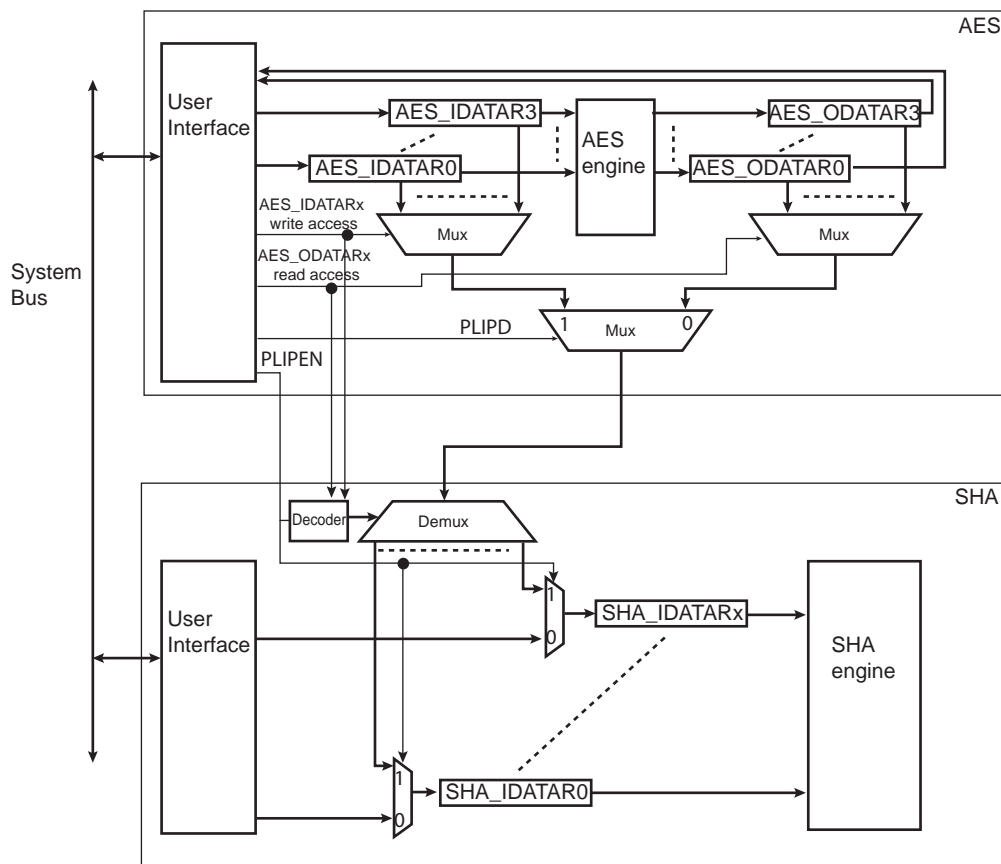 AES
User
Interface
AES_IDATAR3
AES_ODATAR3
AES
engine
AES_IDATAR0
AES_ODATAR0
AES_IDATARx
write access
Mux
Mux
AES_ODATARx
read access
System
Bus
1
Mux
0
PLIPD
PLIPEN
SHA
Decoder
Demux
User
Interface
1
SHA_IDATARx
0
SHA
engine
1
SHA_IDATAR0
0